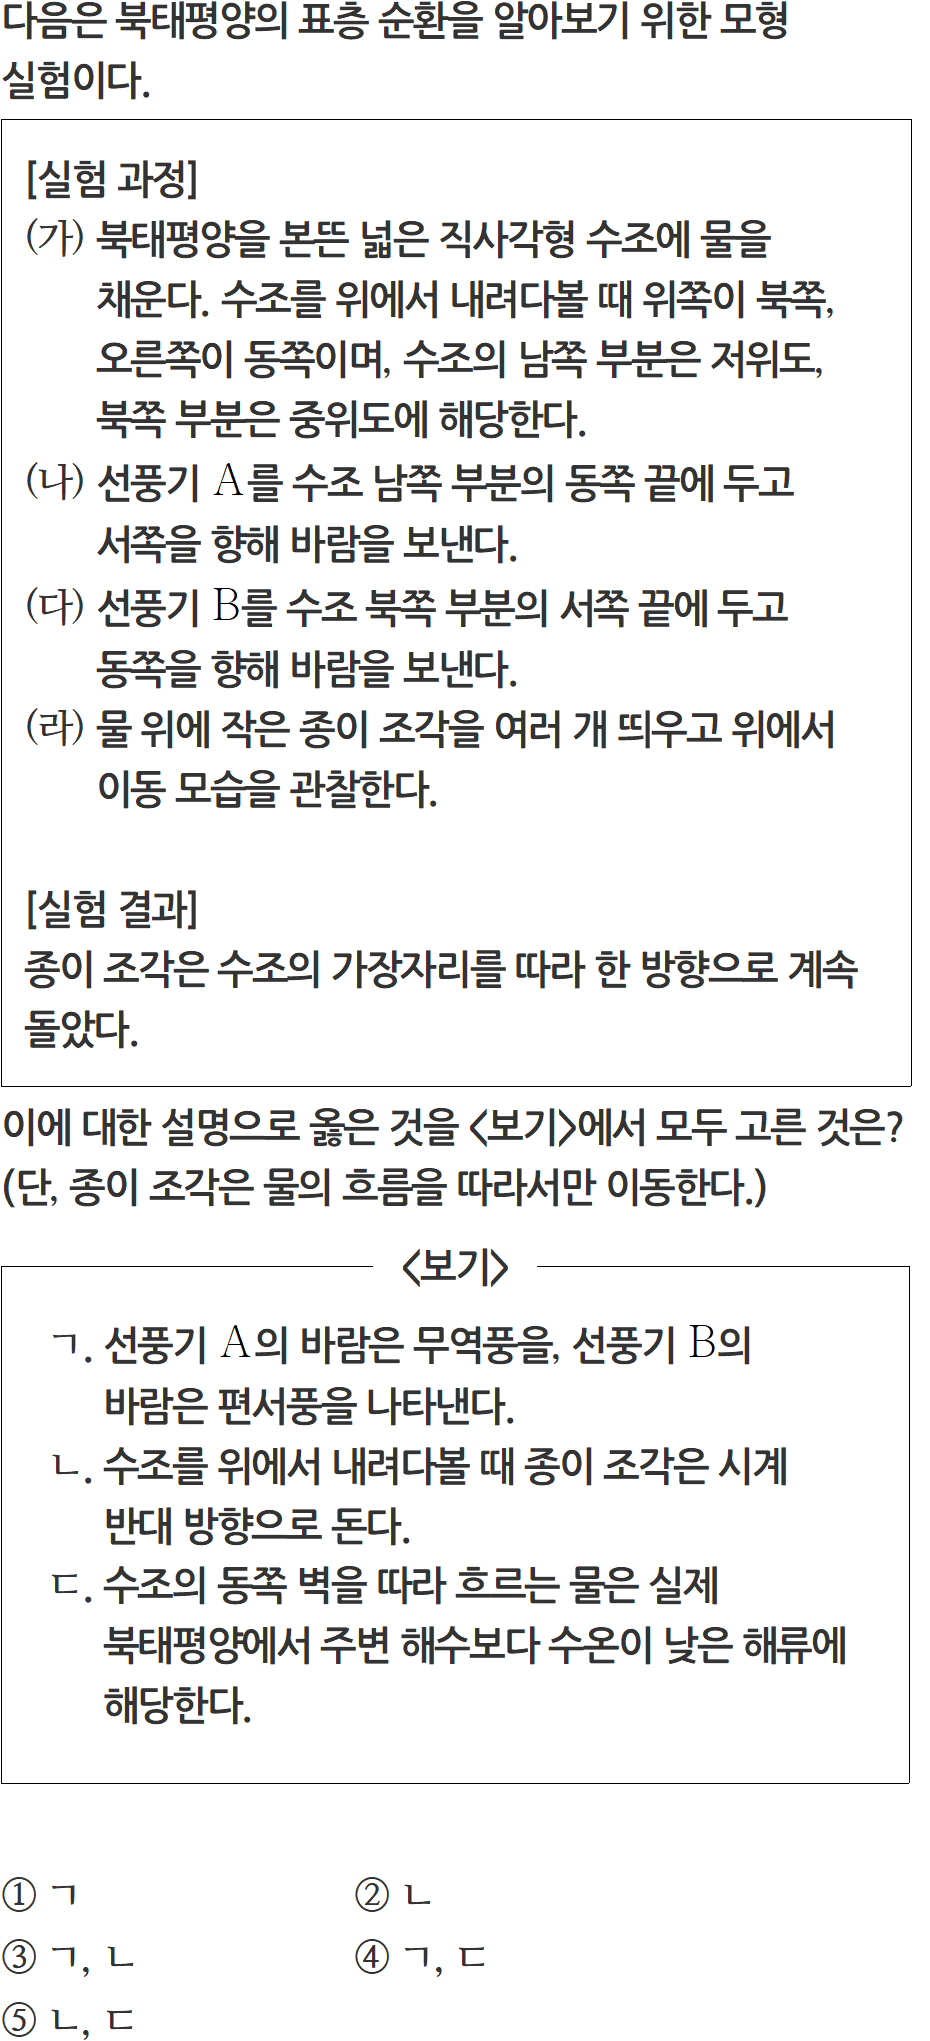 다음은 북태평양의 표층 순환을 알아보기 위한 모형
실험이다.
[실험 과정]
(가) 북태평양을 본뜬 넓은 직사각형 수조에 물을
채운다. 수조를 위에서 내려다볼 때 위쪽이 북쪽,
오른쪽이 동쪽이며, 수조의 남쪽 부분은 저위도,
북쪽 부분은 중위도에 해당한다.
(나) 선풍기 A를 수조 남쪽 부분의 동쪽 끝에 두고
서쪽을 향해 바람을 보낸다.
(다) 선풍기 B를 수조 북쪽 부분의 서쪽 끝에 두고
동쪽을 향해 바람을 보낸다.
(라) 물 위에 작은 종이 조각을 여러 개 띄우고 위에서
이동 모습을 관찰한다.
[실험 결과]
종이 조각은 수조의 가장자리를 따라 한 방향으로 계속
돌았다.
이에 대한 설명으로 옳은 것을 <보기>에서 모두 고른 것은?
(단, 종이 조각은 물의 흐름을 따라서만 이동한다.)
<보기>
ㄱ. 선풍기 A의 바람은 무역풍을, 선풍기 B의
바람은 편서풍을 나타낸다.
ㄴ. 수조를 위에서 내려다볼 때 종이 조각은 시계
반대 방향으로 돈다.
ㄷ. 수조의 동쪽 벽을 따라 흐르는 물은 실제
북태평양에서 주변 해수보다 수온이 낮은 해류에
해당한다.
① ㄱ ② ㄴ
③ ㄱ, ㄴ ④ ㄱ, ㄷ
⑤ ㄴ, ㄷ